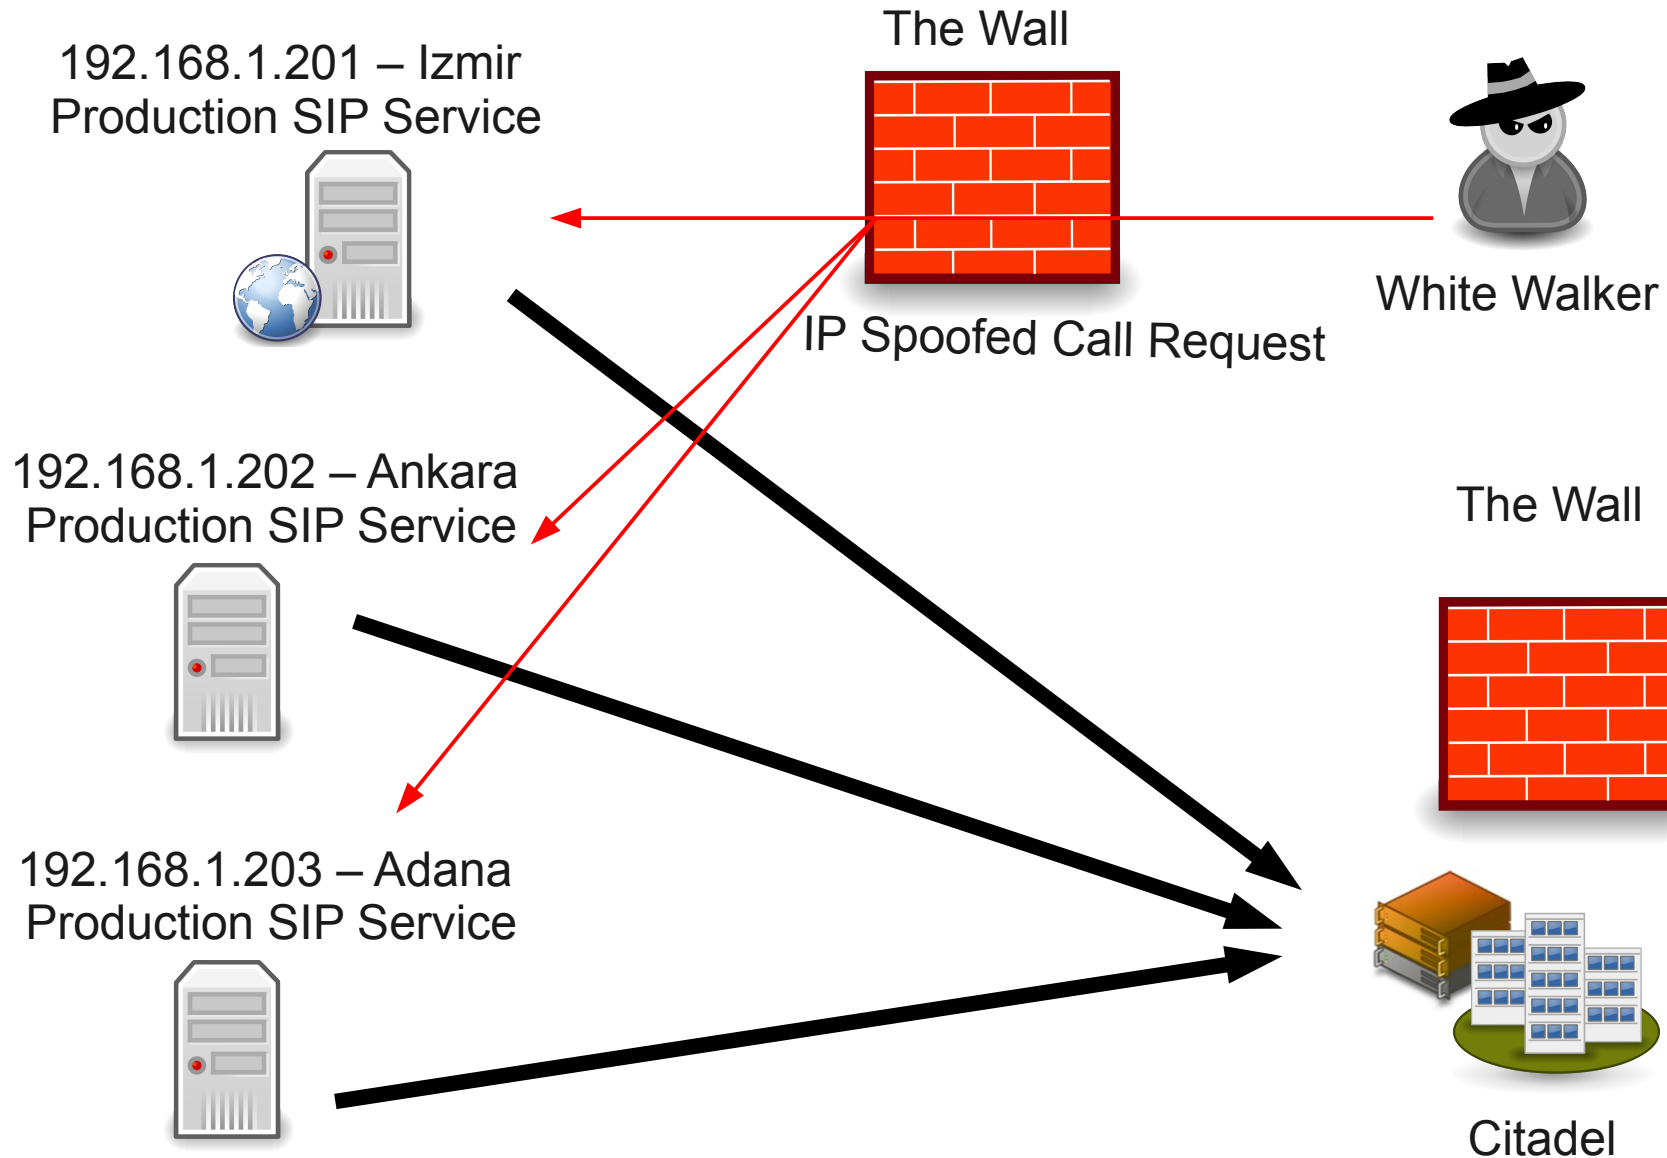 The Wall
192.168.1.201 – Izmir
Production SIP Service
White Walker
IP Spoofed Call Request
192.168.1.202 – Ankara
Production SIP Service
The Wall
192.168.1.203 – Adana
Production SIP Service
Citadel